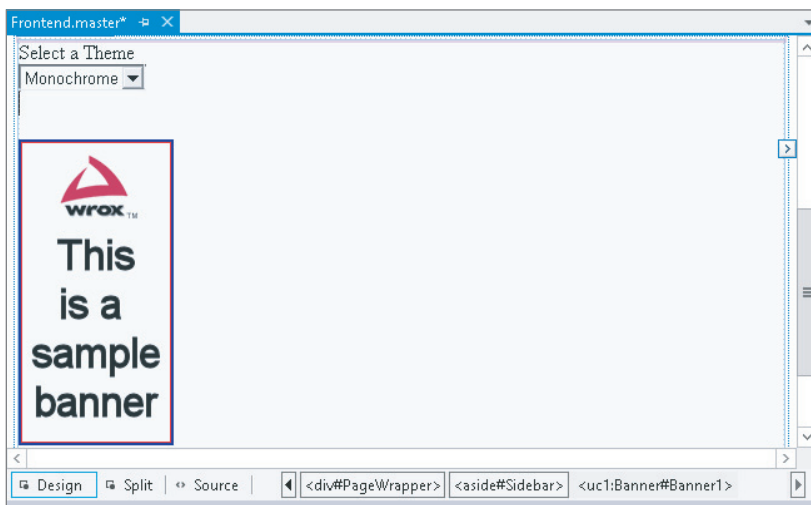 Frontend.master*
Select a Theme
Monochrome
wrox TM
This
is a
sample
banner
Design Split Source <div#PageWrapper> <aside#Sidebar> <uc1:Banner#Banner1>